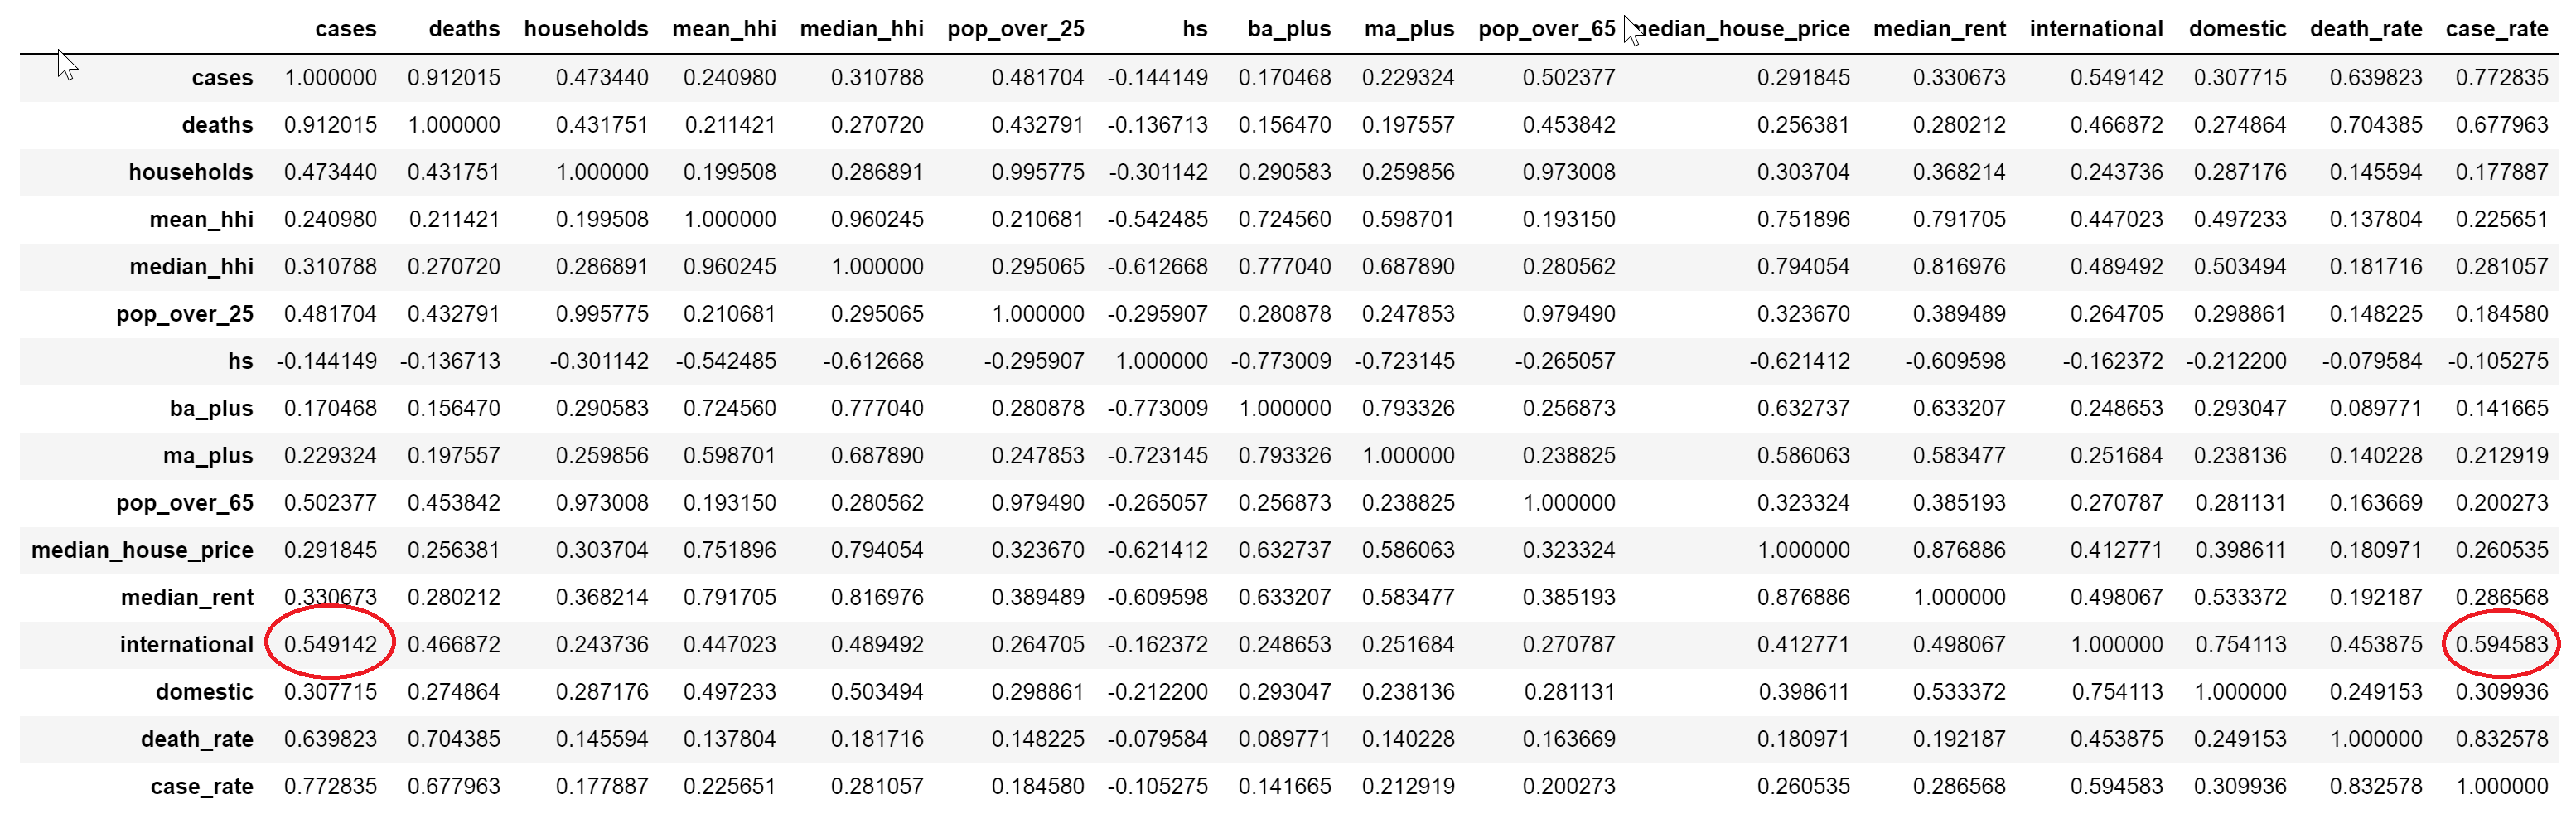 cases deaths households mean_hhi median_hhi pop_over_25 hs ba_plus ma_plus pop_over_65 median_house_price median_rent international domestic death_rate case_rate
cases 1.000000 0.912015 0.473440 0.240980 0.310788 0.481704 -0.144149 0.170468 0.229324 0.502377 0.291845 0.330673 0.549142 0.307715 0.639823 0.772835
deaths 0.912015 1.000000 0.431751 0.211421 0.270720 0.432791 -0.136713 0.156470 0.197557 0.453842 0.256381 0.280212 0.466872 0.274864 0.704385 0.677963
households 0.473440 0.431751 1.000000 0.199508 0.286891 0.995775 -0.301142 0.290583 0.259856 0.973008 0.303704 0.368214 0.243736 0.287176 0.145594 0.177887
mean_hhi 0.240980 0.211421 0.199508 1.000000 0.960245 0.210681 -0.542485 0.724560 0.598701 0.193150 0.751896 0.791705 0.447023 0.497233 0.137804 0.225651
median_hhi 0.310788 0.270720 0.286891 0.960245 1.000000 0.295065 -0.612668 0.777040 0.687890 0.280562 0.794054 0.816976 0.489492 0.503494 0.181716 0.281057
pop_over_25 0.481704 0.432791 0.995775 0.210681 0.295065 1.000000 -0.295907 0.280878 0.247853 0.979490 0.323670 0.389489 0.264705 0.298861 0.148225 0.184580
hs -0.144149 -0.136713 -0.301142 -0.542485 -0.612668 -0.295907 1.000000 -0.773009 -0.723145 -0.265057 -0.621412 -0.609598 -0.162372 -0.212200 -0.079584 -0.105275
ba_plus 0.170468 0.156470 0.290583 0.724560 0.777040 0.280878 -0.773009 1.000000 0.793326 0.256873 0.632737 0.633207 0.248653 0.293047 0.089771 0.141665
ma_plus 0.229324 0.197557 0.259856 0.598701 0.687890 0.247853 -0.723145 0.793326 1.000000 0.238825 0.586063 0.583477 0.251684 0.238136 0.140228 0.212919
pop_over_65 0.502377 0.453842 0.973008 0.193150 0.280562 0.979490 -0.265057 0.256873 0.238825 1.000000 0.323324 0.385193 0.270787 0.281131 0.163669 0.200273
median_house_price 0.291845 0.256381 0.303704 0.751896 0.794054 0.323670 -0.621412 0.632737 0.586063 0.323324 1.000000 0.876886 0.412771 0.398611 0.180971 0.260535
median_rent 0.330673 0.280212 0.368214 0.791705 0.816976 0.389489 -0.609598 0.633207 0.583477 0.385193 0.876886 1.000000 0.498067 0.533372 0.192187 0.286568
international 0.549142 0.466872 0.243736 0.447023 0.489492 0.264705 -0.162372 0.248653 0.251684 0.270787 0.412771 0.498067 1.000000 0.754113 0.453875 0.594583
domestic 0.307715 0.274864 0.287176 0.497233 0.503494 0.298861 -0.212200 0.293047 0.238136 0.281131 0.398611 0.533372 0.754113 1.000000 0.249153 0.309936
death_rate 0.639823 0.704385 0.145594 0.137804 0.181716 0.148225 -0.079584 0.089771 0.140228 0.163669 0.180971 0.192187 0.453875 0.249153 1.000000 0.832578
case_rate 0.772835 0.677963 0.177887 0.225651 0.281057 0.184580 -0.105275 0.141665 0.212919 0.200273 0.260535 0.286568 0.594583 0.309936 0.832578 1.000000